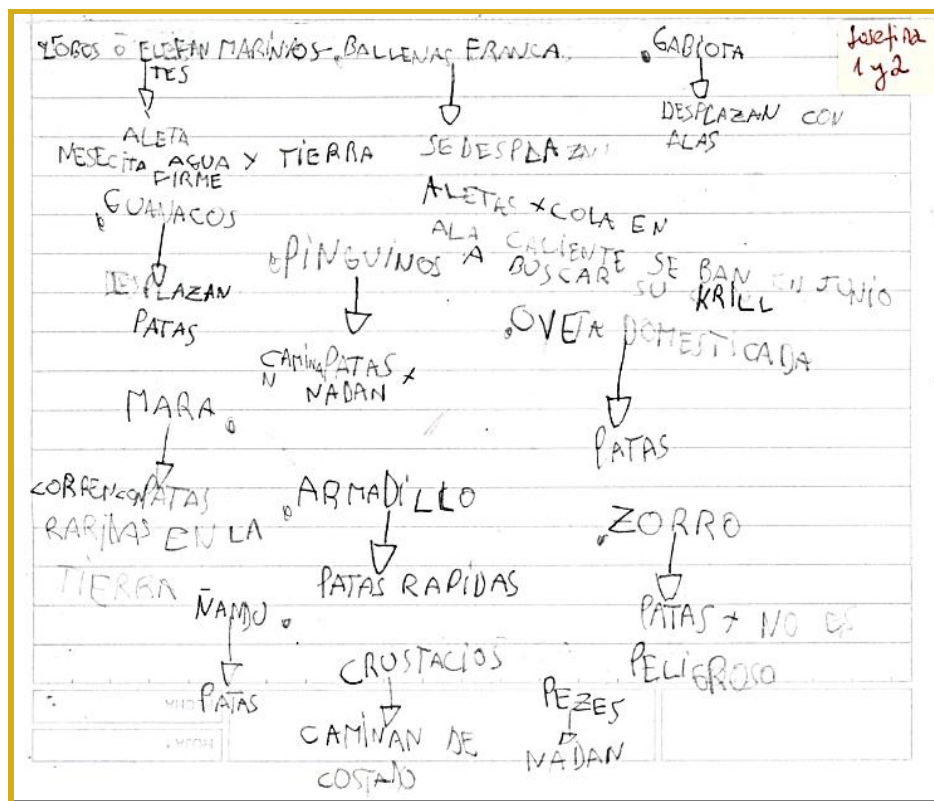 LOBOS O ELEFAN MARINIOS. BALLENAS FRANCA. . GABIOTA
TES
Josefina
1 y 2
ALETA
NESECITA AGUA Y TIERRA
FIRME
SE DESPLAZAN
ALETAS + COLA EN
ALA CALIENTE SE BAN EN JUNIO
A BUSCAR SU KRILL
DESPLAZAN CON
ALAS
. GUANACOS
DESPLAZAN
PATAS
. PINGUINOS
CAMINA PATAS +
N NADAN
. OVEJA DOMESTICADA
PATAS
MARA .
CORREN CON PATAS
RAPIDAS EN LA
TIERRA
. ARMADILLO
PATAS RAPIDAS
. ZORRO
PATAS + NO ES
PELIGROSO
ÑANDU .
PATAS
CRUSTACIOS
CAMINAN DE
COSTADO
PEZES
NADAN